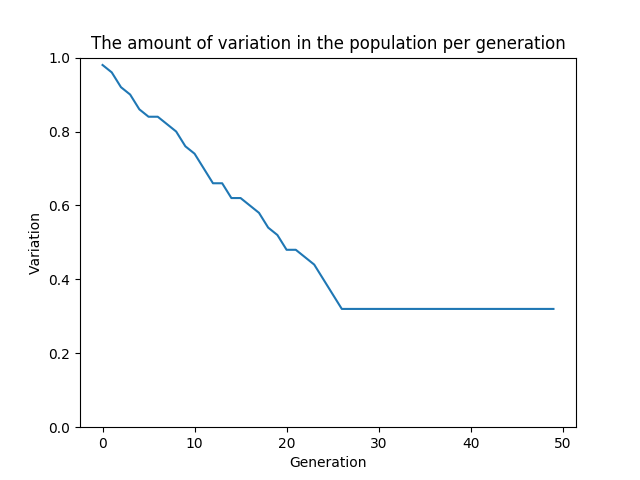 The amount of variation in the population per generation
1.0
0.8
0.6
0.4
0.2
0.0
Variation
0 10 20 30 40 50
Generation